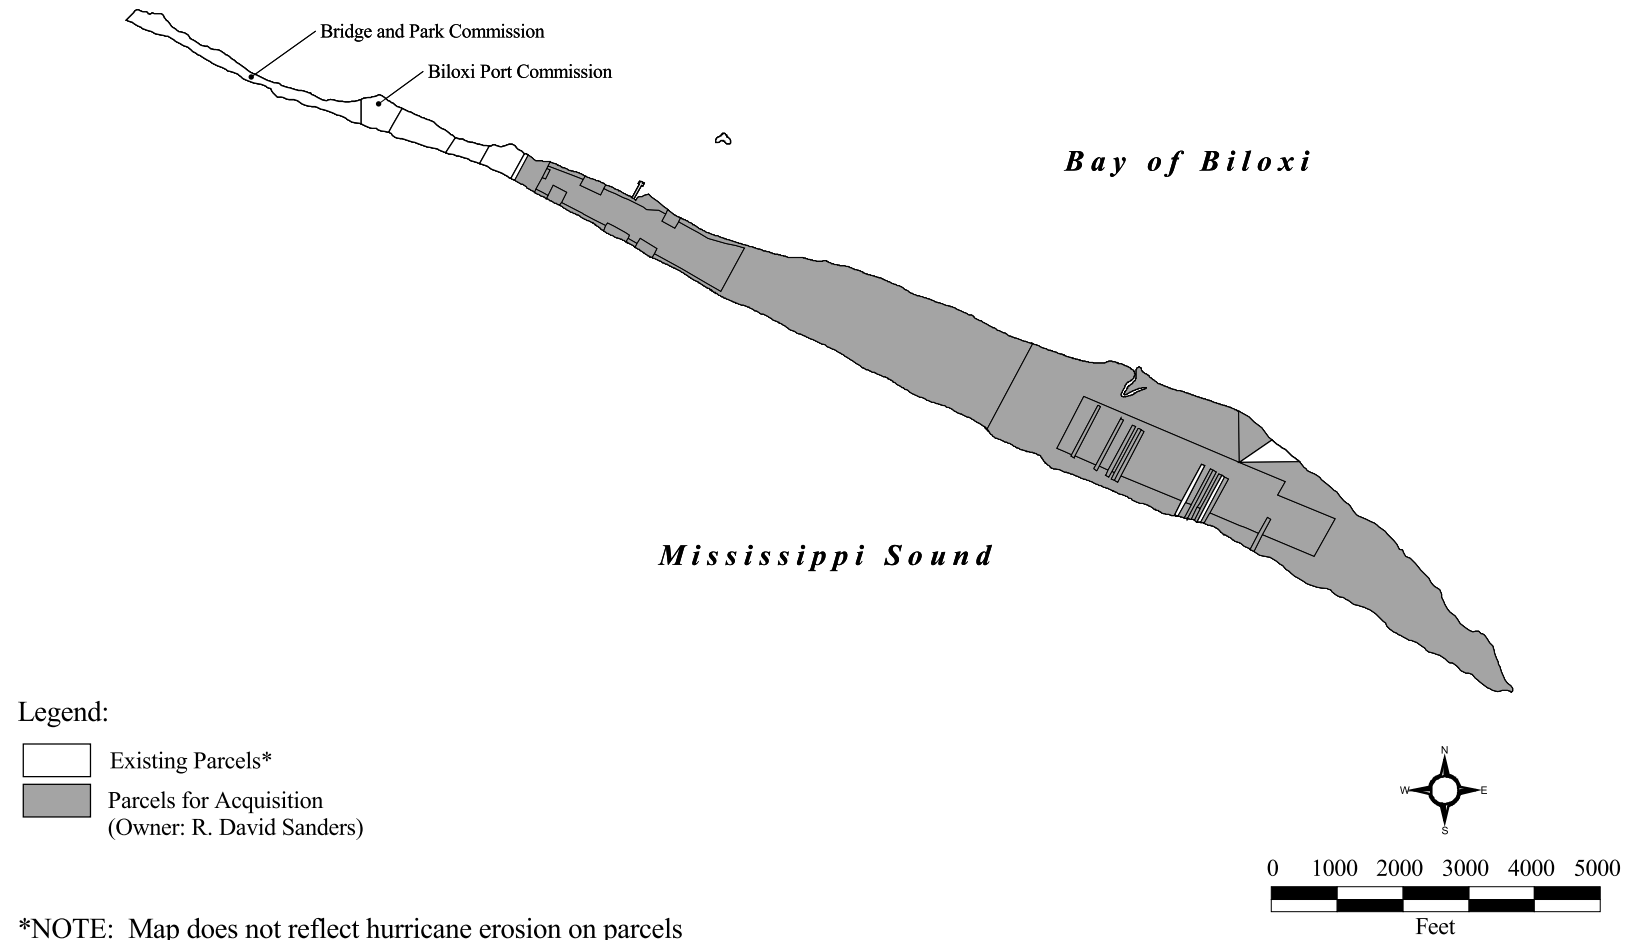 Bridge and Park Commission
Biloxi Port Commission
Bay of Biloxi
Mississippi Sound
Legend:
Existing Parcels*
Parcels for Acquisition
(Owner: R. David Sanders)
N
W E
S
0 1000 2000 3000 4000 5000
Feet
*NOTE: Map does not reflect hurricane erosion on parcels